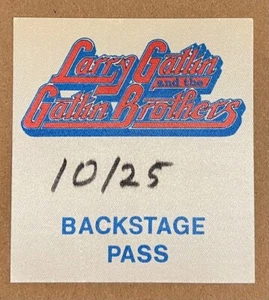 Larry Gatlin
and the
Gatlin Brothers
10/25
BACKSTAGE
PASS